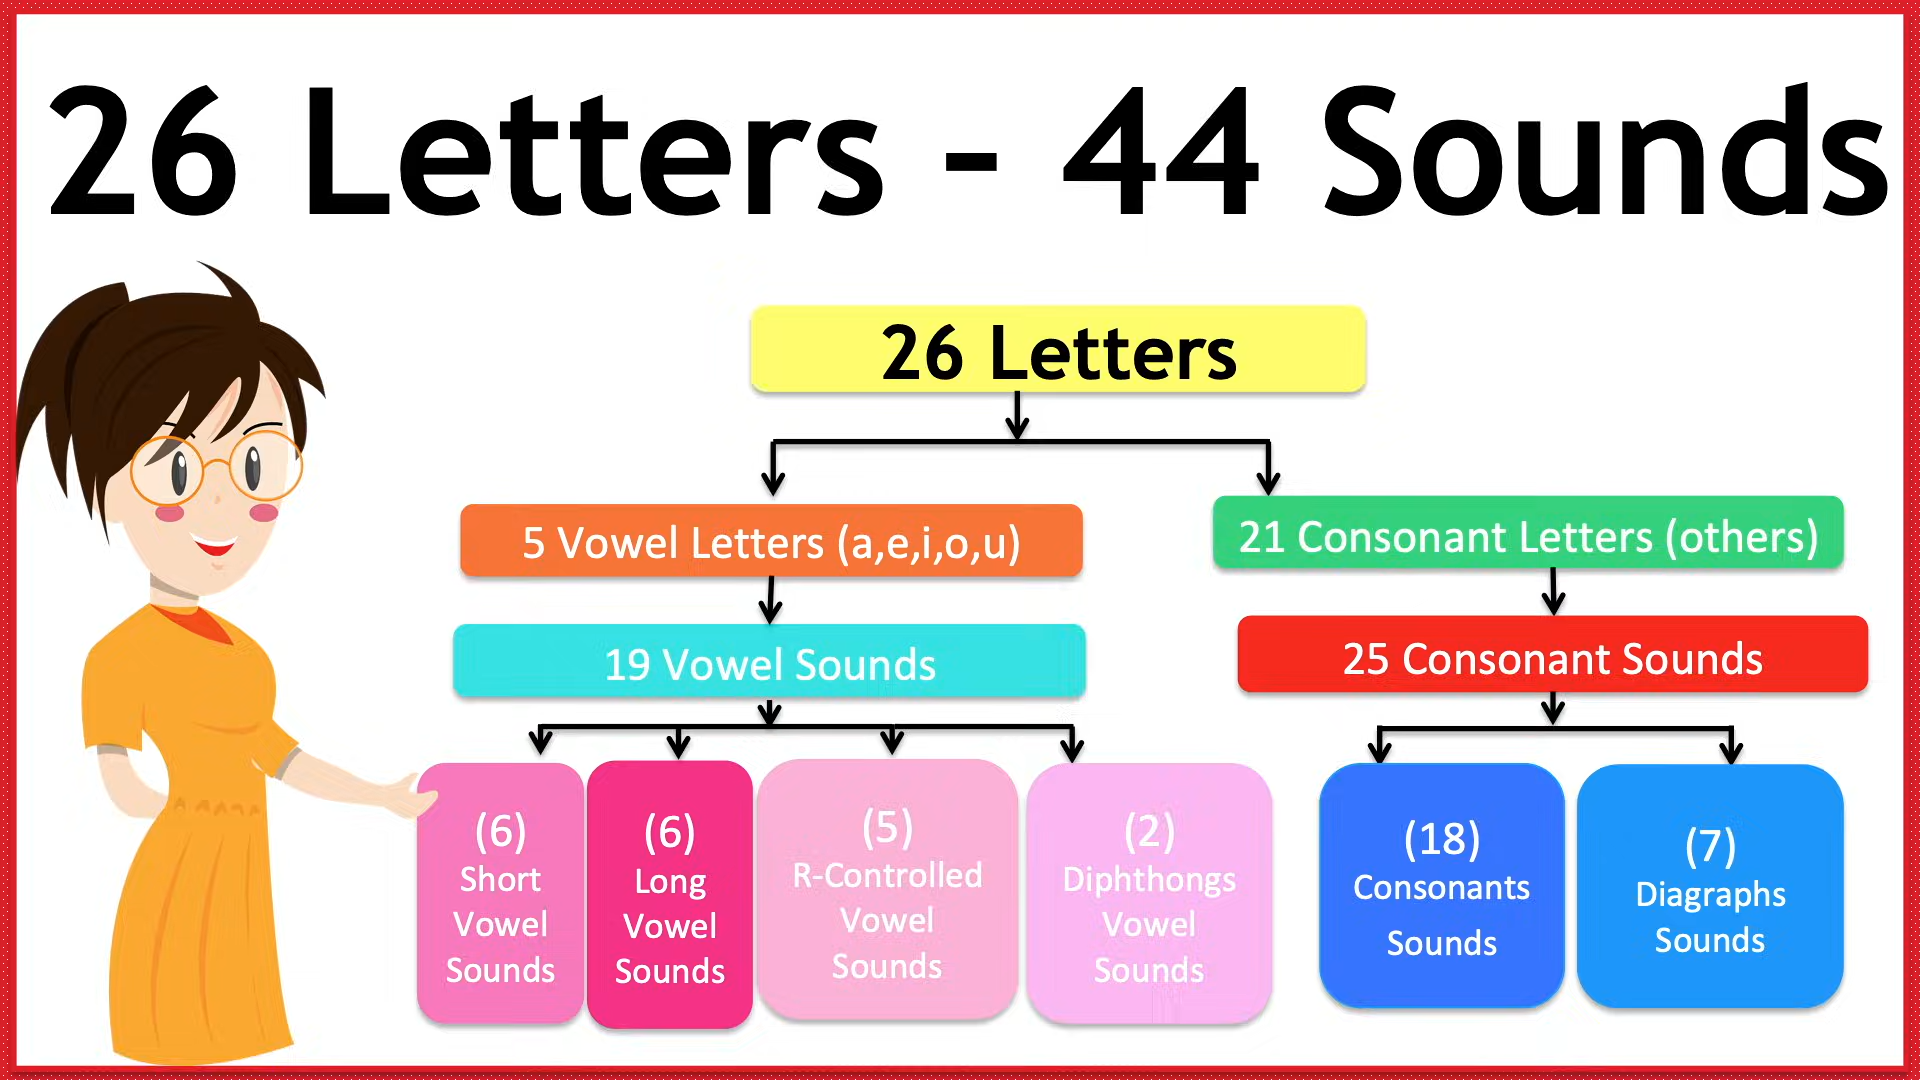 26 Letters - 44 Sounds
26 Letters
5 Vowel Letters (a,e,i,o,u)
21 Consonant Letters (others)
19 Vowel Sounds
25 Consonant Sounds
(6)
Short
Vowel
Sounds
(6)
Long
Vowel
Sounds
(5)
R-Controlled
Vowel
Sounds
(2)
Diphthongs
Vowel
Sounds
(18)
Consonants
Sounds
(7)
Diagraphs
Sounds